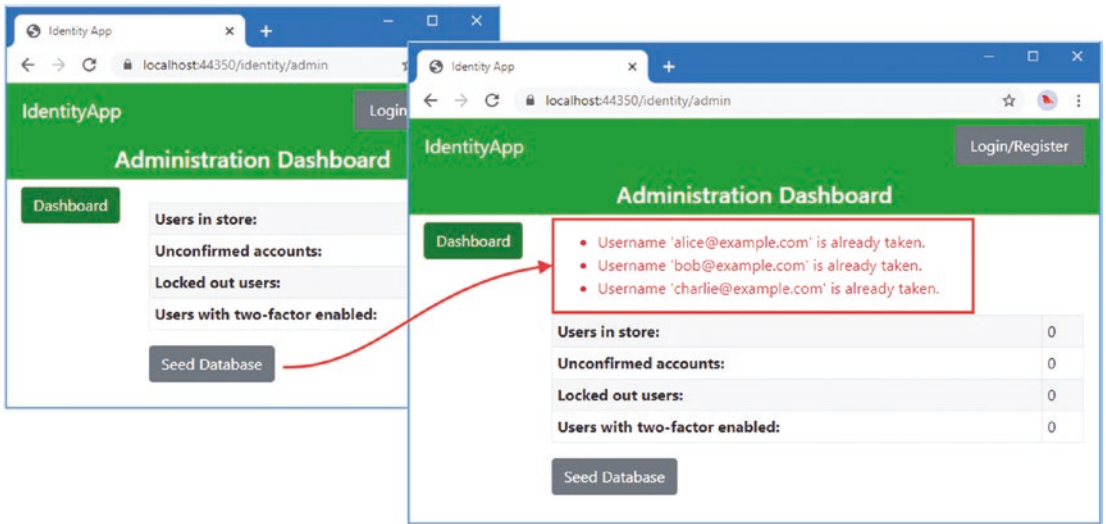 Identity App
localhost:44350/identity/admin
IdentityApp
Login
Administration Dashboard
Dashboard
Users in store:
Unconfirmed accounts:
Locked out users:
Users with two-factor enabled:
Seed Database
Identity App
localhost:44350/identity/admin
IdentityApp
Login/Register
Administration Dashboard
Dashboard
• Username 'alice@example.com' is already taken.
• Username 'bob@example.com' is already taken.
• Username 'charlie@example.com' is already taken.
Users in store: 0
Unconfirmed accounts: 0
Locked out users: 0
Users with two-factor enabled: 0
Seed Database